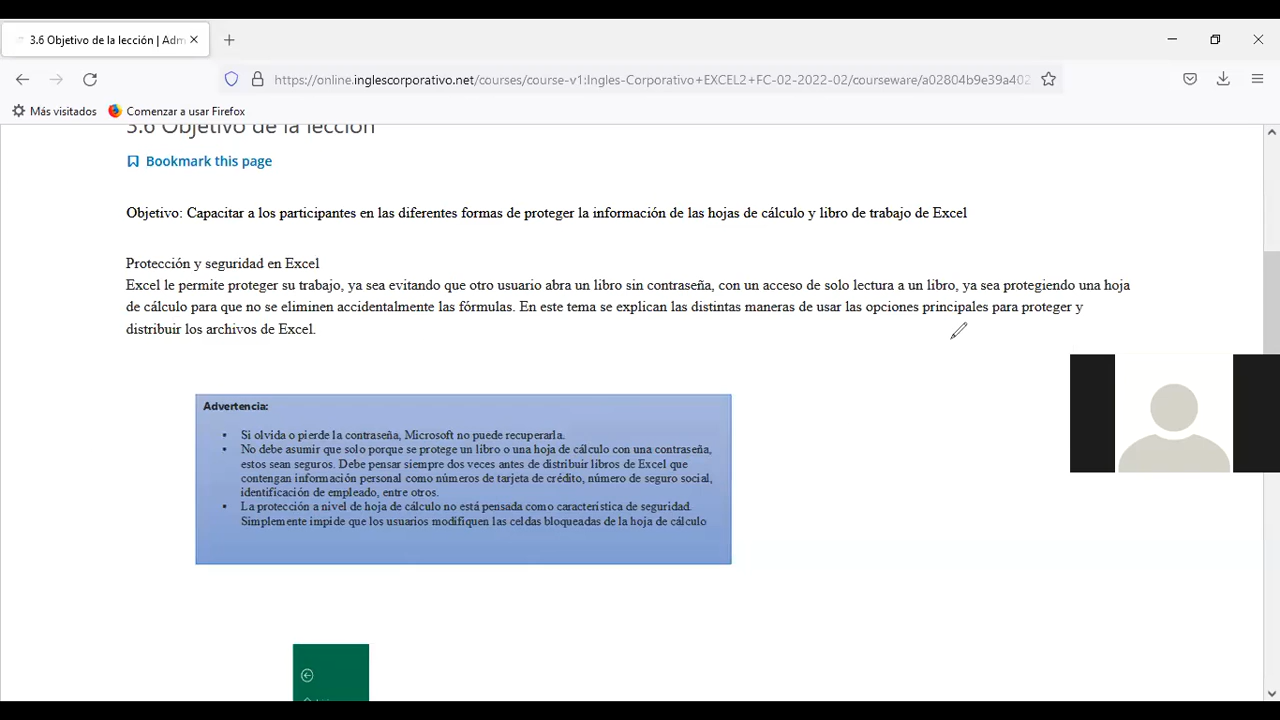 3.6 Objetivo de la lección | Adm
https://online.inglescorporativo.net/courses/course-v1:Ingles-Corporativo+EXCEL2+FC-02-2022-02/courseware/a02804b9e39a402
Más visitados Comenzar a usar Firefox
3.6 Objetivo de la lección
Bookmark this page
Objetivo: Capacitar a los participantes en las diferentes formas de proteger la información de las hojas de cálculo y libro de trabajo de Excel
Protección y seguridad en Excel
Excel le permite proteger su trabajo, ya sea evitando que otro usuario abra un libro sin contraseña, con un acceso de solo lectura a un libro, ya sea protegiendo una hoja
de cálculo para que no se eliminen accidentalmente las fórmulas. En este tema se explican las distintas maneras de usar las opciones principales para proteger y
distribuir los archivos de Excel.
Advertencia:
• Si olvida o pierde la contraseña, Microsoft no puede recuperarla.
• No debe asumir que solo porque se protege un libro o una hoja de cálculo con una contraseña,
estos sean seguros. Debe pensar siempre dos veces antes de distribuir libros de Excel que
contengan información personal como números de tarjeta de crédito, número de seguro social,
identificación de empleado, entre otros.
• La protección a nivel de hoja de cálculo no está pensada como característica de seguridad.
Simplemente impide que los usuarios modifiquen las celdas bloqueadas de la hoja de cálculo